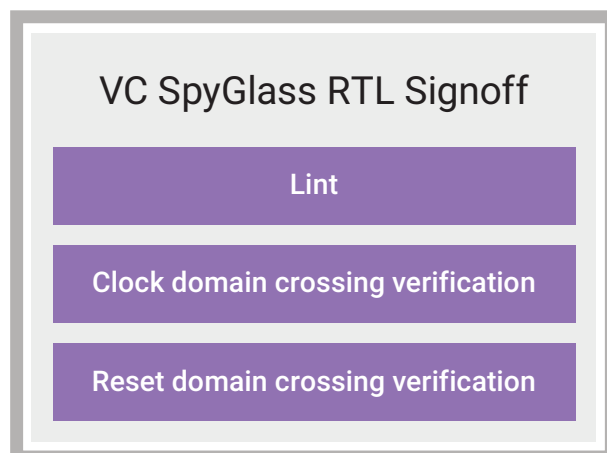 VC SpyGlass RTL Signoff
Lint
Clock domain crossing verification
Reset domain crossing verification